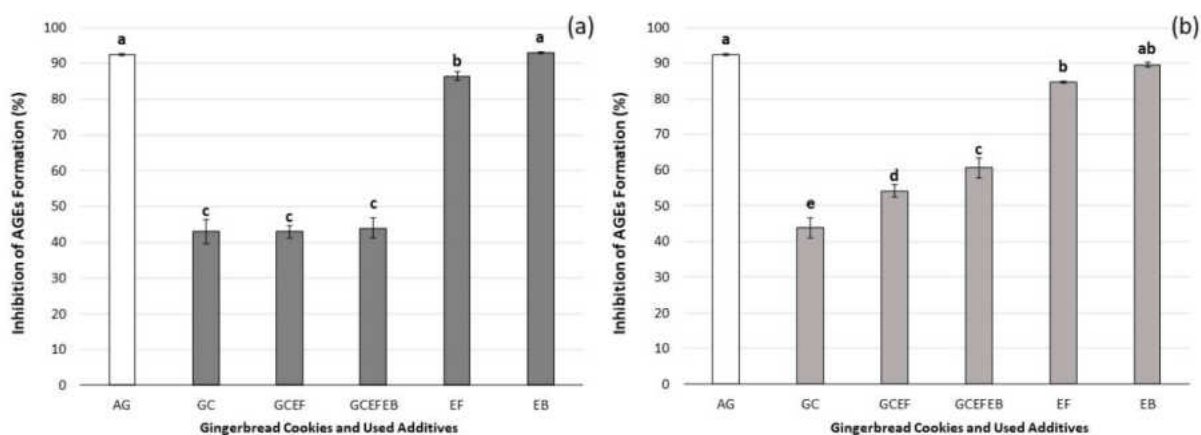 (a)
Inhibition of AGEs Formation (%)
100
90
80
70
60
50
40
30
20
10
0
a
c
c
c
b
a
AG GC GCEF GCEFEB EF EB
Gingerbread Cookies and Used Additives
(b)
Inhibition of AGEs Formation (%)
100
90
80
70
60
50
40
30
20
10
0
a
e
d
c
b
ab
AG GC GCEF GCEFEB EF EB
Gingerbread Cookies and Used Additives